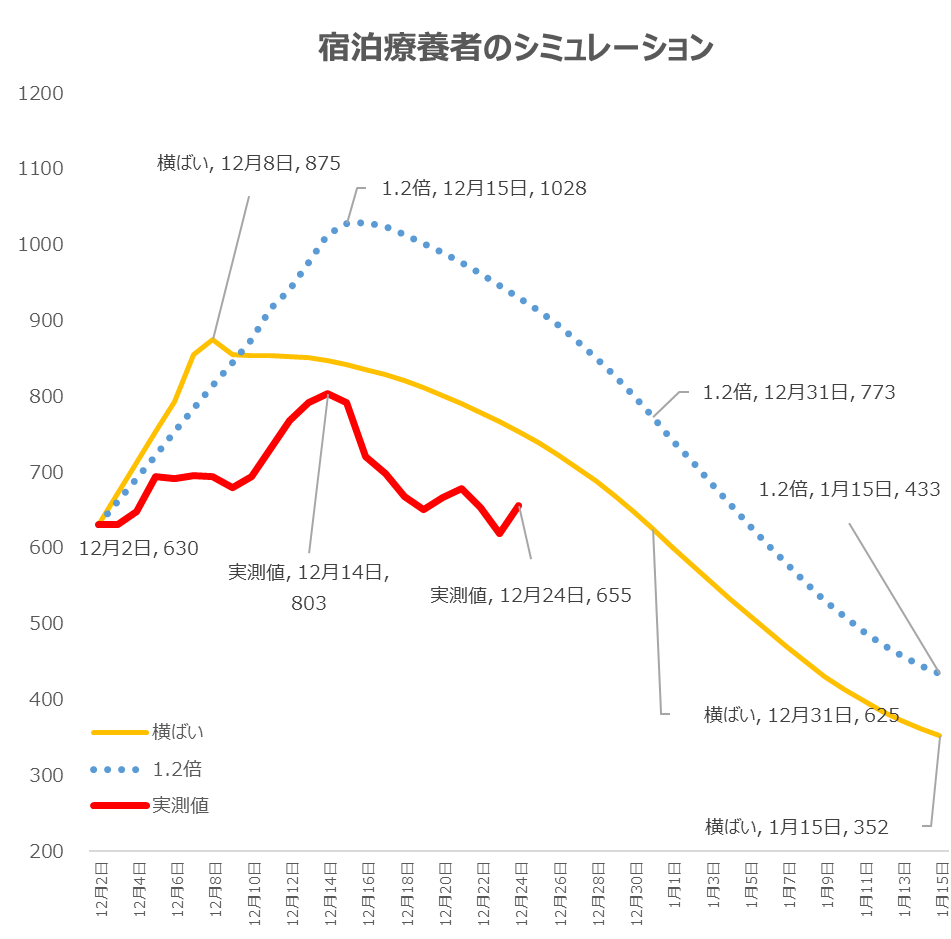 宿泊療養者のシミュレーション
1200
1100
1000
900
800
700
600
500
400
300
200
横ばい, 12月8日, 875
1.2倍, 12月15日, 1028
1.2倍, 12月31日, 773
1.2倍, 1月15日, 433
12月2日, 630
実測値, 12月14日,
803
実測値, 12月24日, 655
横ばい, 12月31日, 625
横ばい, 1月15日, 352
横ばい
1.2倍
実測値
12月2日
12月4日
12月6日
12月8日
12月10日
12月12日
12月14日
12月16日
12月18日
12月20日
12月22日
12月24日
12月26日
12月28日
12月30日
1月1日
1月3日
1月5日
1月7日
1月9日
1月11日
1月13日
1月15日